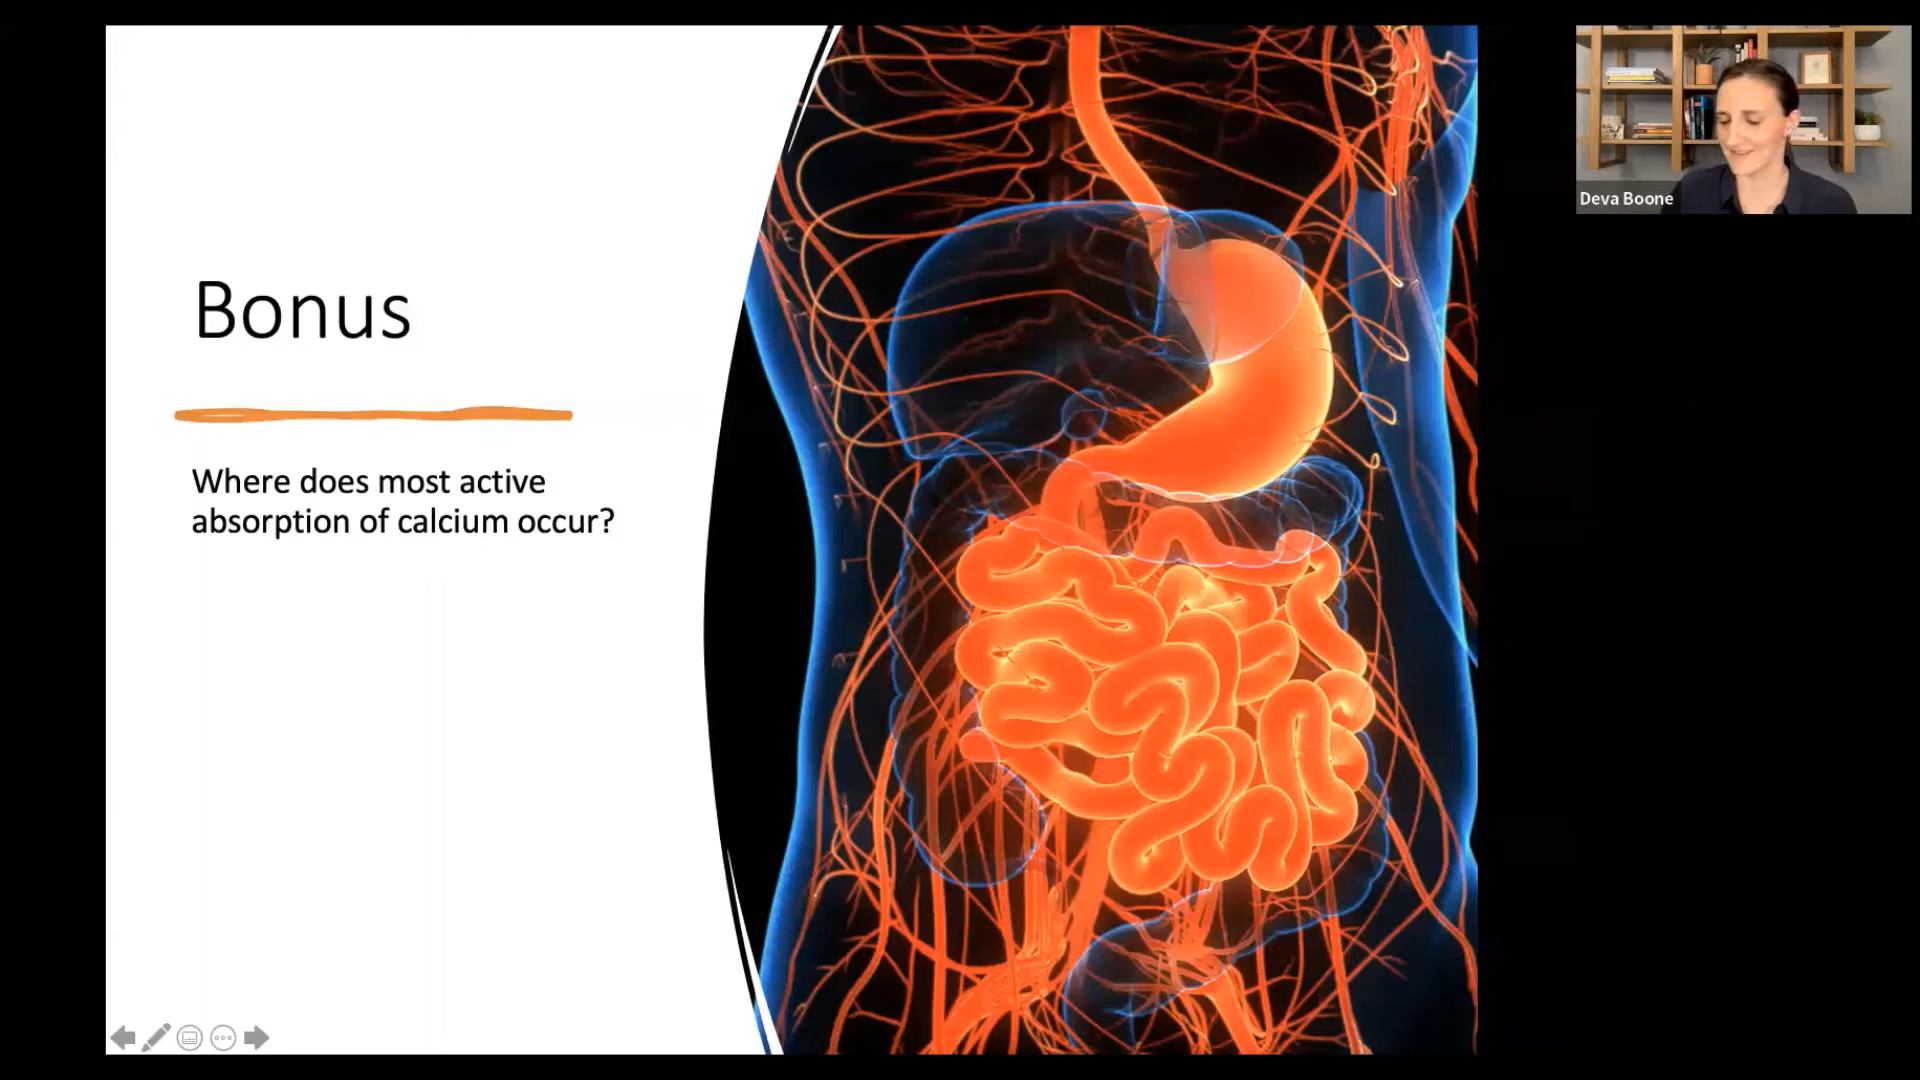 Bonus
Where does most active
absorption of calcium occur?
Deva Boone